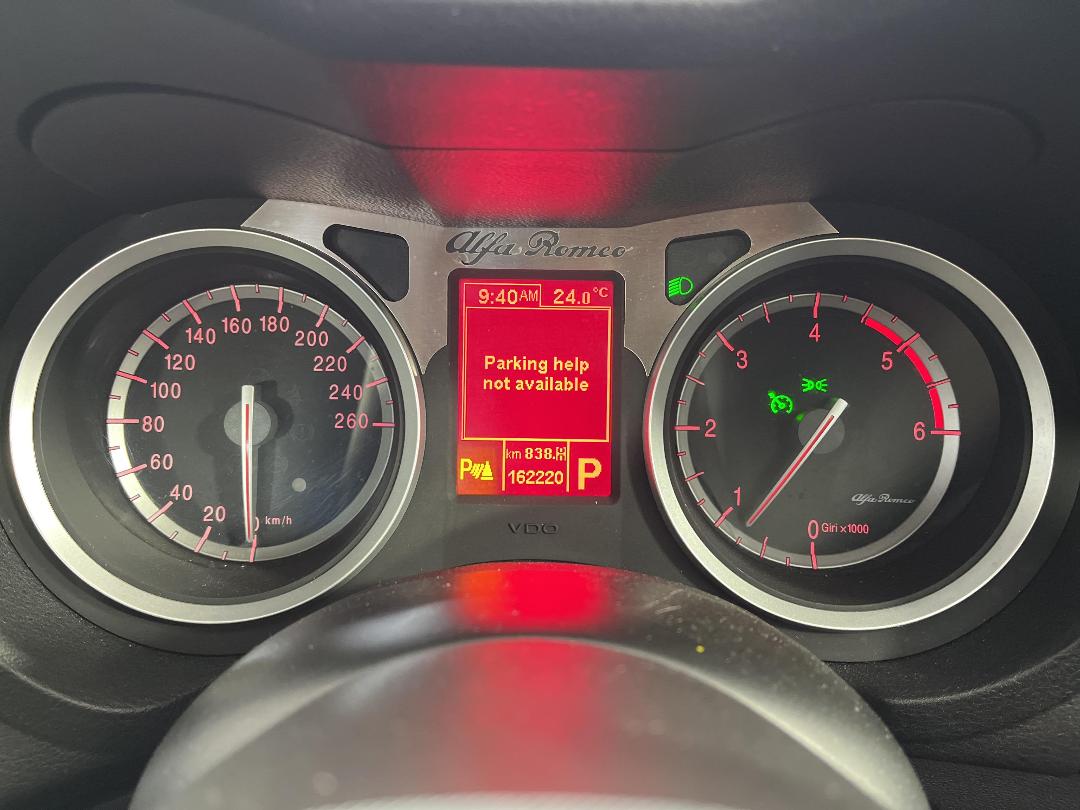 Alfa Romeo
9:40AM 24.0°C
Parking help
not available
km 838.
162220
P
VDO
0
20
40
60
80
100
120
140
160
180
200
220
240
260
km/h
0
1
2
3
4
5
6
Giri x1000
Alfa Romeo